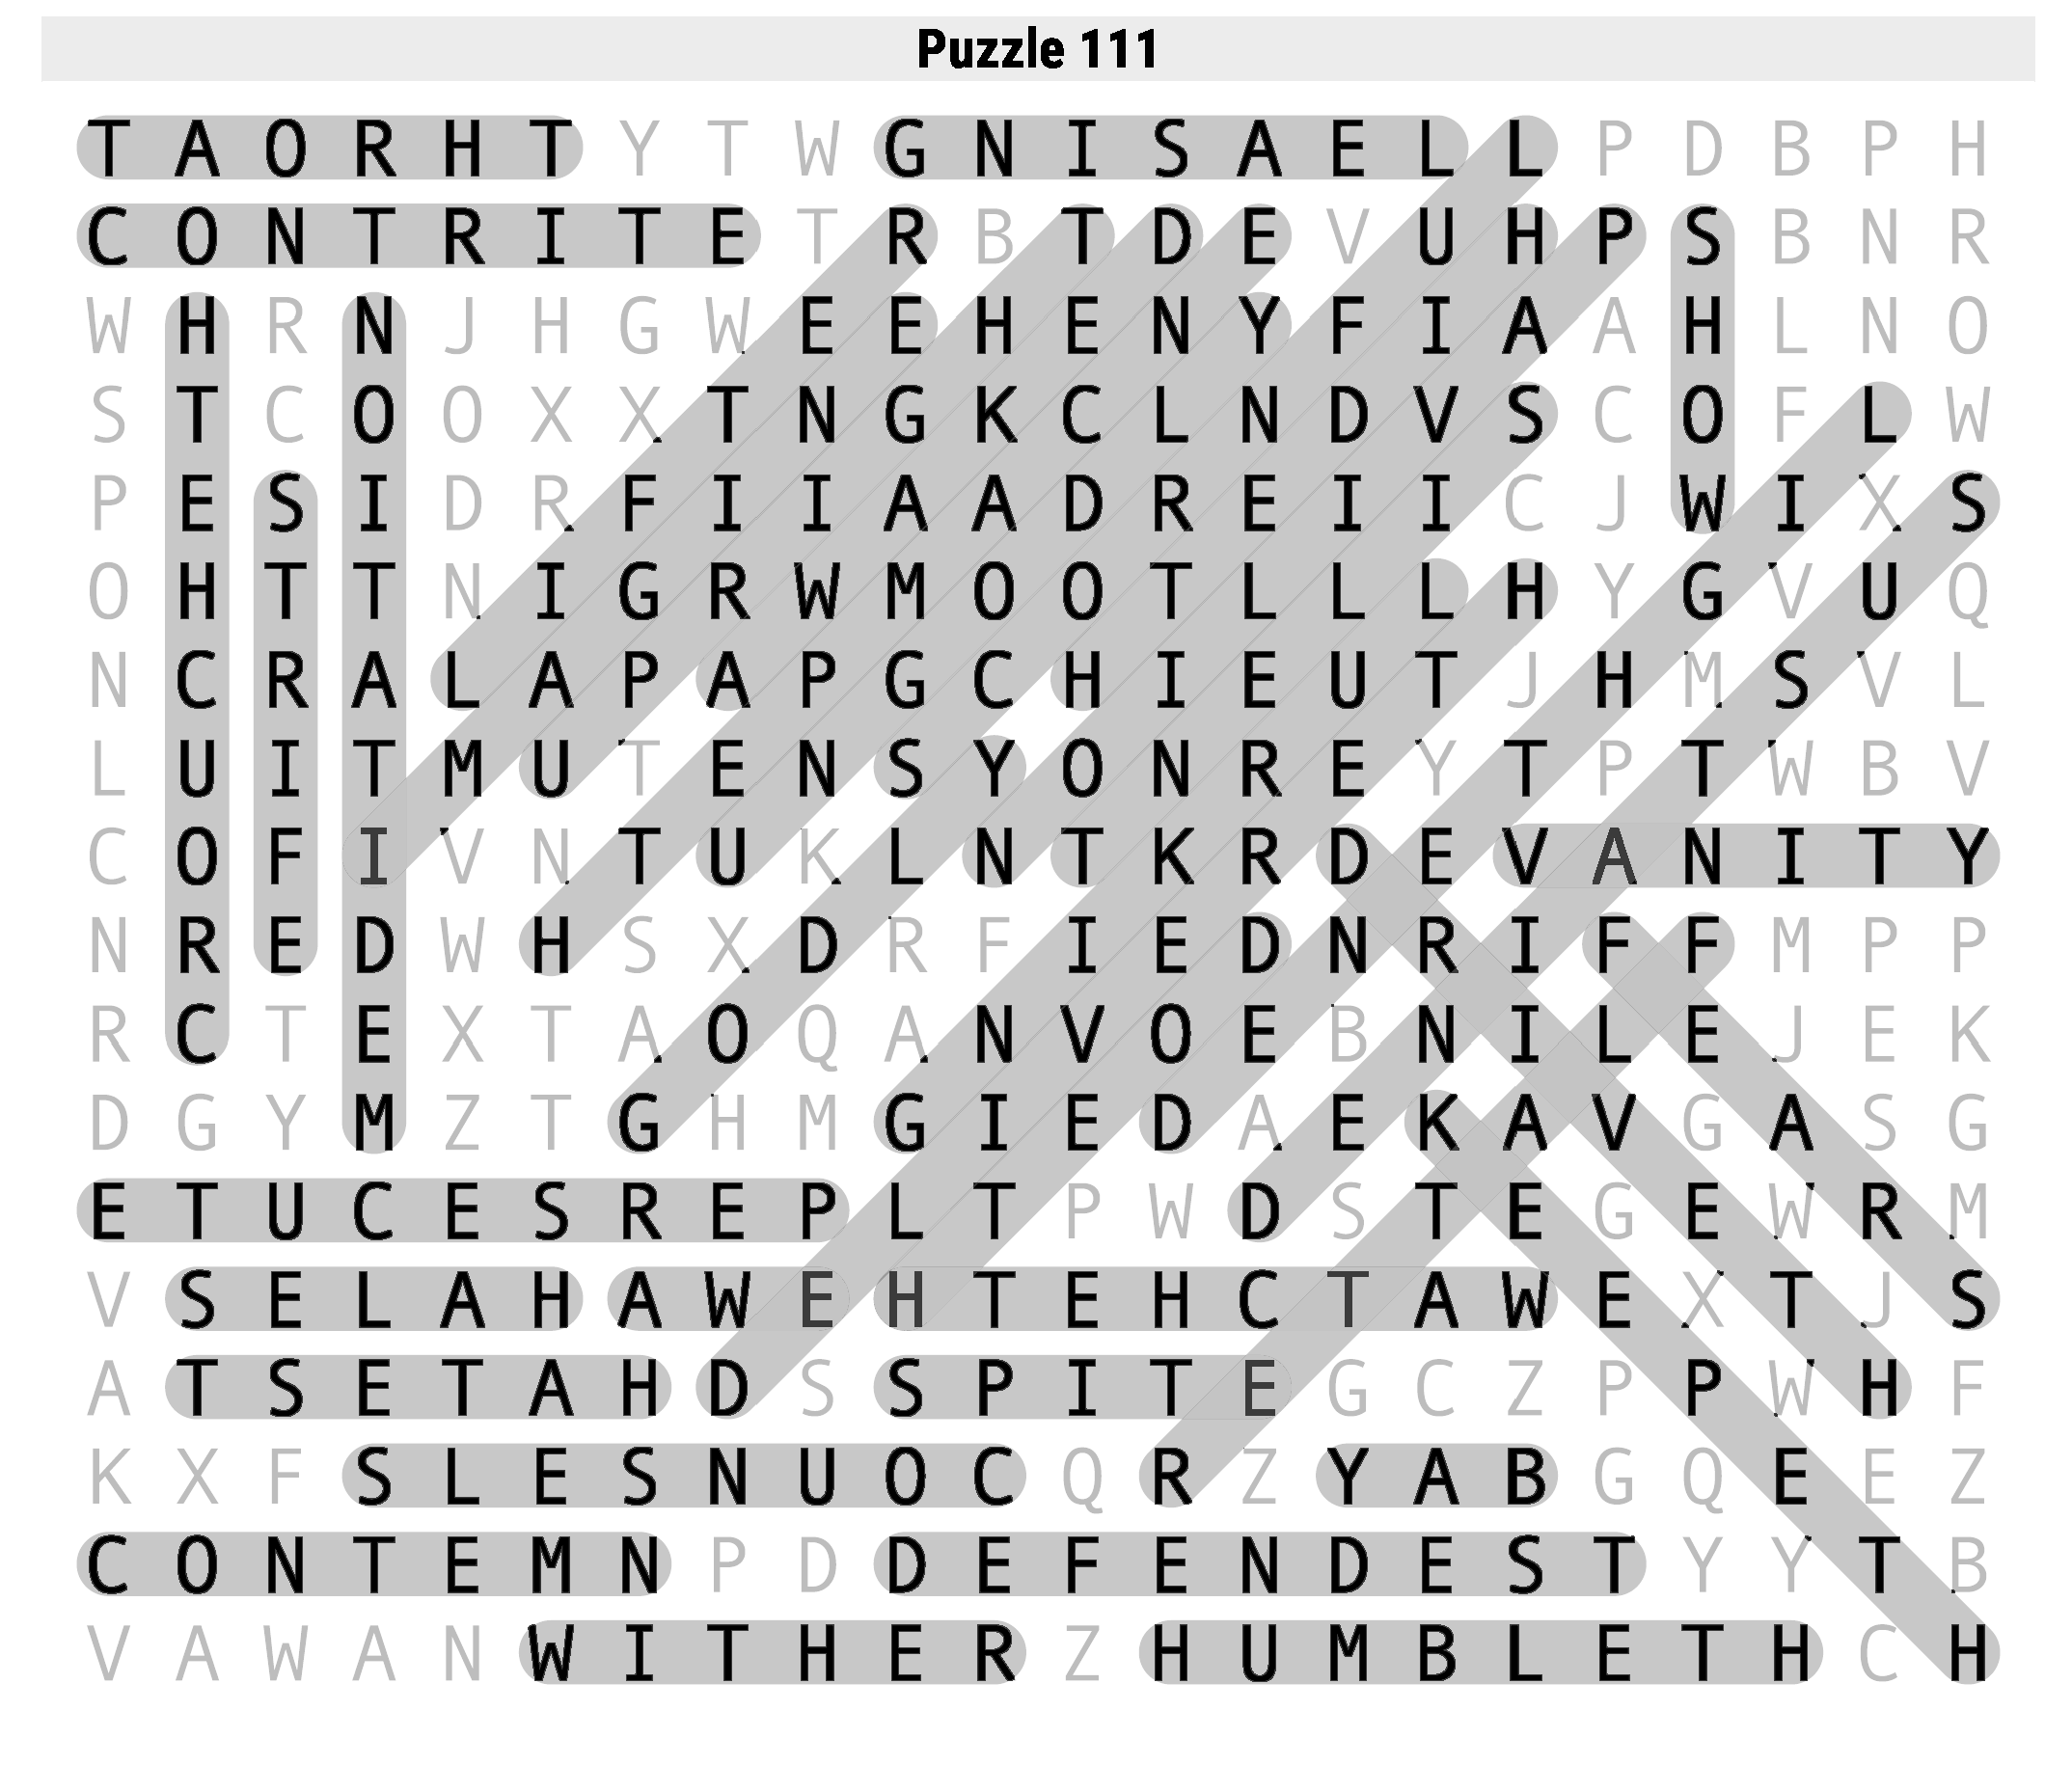 Puzzle 111
T A O R H T Y T W G N I S A E L L P D B P H
C O N T R I T E T R B T D E V U H P S B N R
W H R N J H G W E E H E N Y F I A A H L N O
S T C O O X X T N G K C L N D V S C O F L W
P E S I D R F I I A A D R E I I C J W I X S
O H T T N I G R W M O O T L L L H Y G V U Q
N C R A L A P A P G C H I E U T J H M S V L
L U I T M U T E N S Y O N R E Y T P T W B V
C O F I V N T U K L N T K R D E V A N I T Y
N R E D W H S X D R F I E D N R I F F M P P
R C T E X T A O Q A N V O E B N I L E J E K
D G Y M Z T G H M G I E D A E K A V G A S G
E T U C E S R E P L T P W D S T E G E W R M
V S E L A H A W E H T E H C T A W E X T J S
A T S E T A H D S S P I T E G C Z P P W H F
K X F S L E S N U O C Q R Z Y A B G Q E E Z
C O N T E M N P D D E F E N D E S T Y Y T B
V A W A N W I T H E R Z H U M B L E T H C H